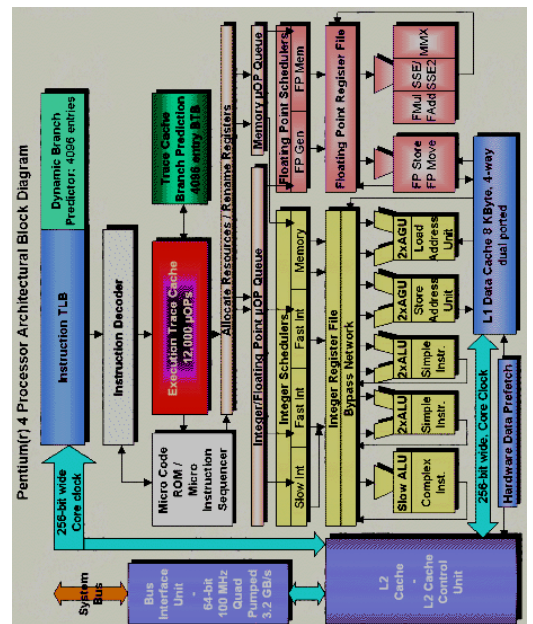 Pentium(r) 4 Processor Architectural Block Diagram
Dynamic Branch
Predictor: 4096 entries
Instruction TLB
256-bit wide
Core clock
Instruction Decoder
Trace Cache
Branch Prediction
4096 entry BTB
Execution Trace Cache
12,000 µOPs
Micro Code
ROM /
Micro
Instruction
Sequencer
Allocate Resources / Rename Registers
Memory µOP Queue
Integer/Floating Point µOP Queue
Floating Point Schedulers
FP Gen
FP Mem
Integer Schedulers
Slow Int
Fast Int
Fast Int
Memory
Floating Point Register File
Integer Register File
Bypass Network
FMul
FAdd
SSE/
SSE2
MMX
FP Store
FP Move
2xAGU
Load
Address
Unit
2xAGU
Store
Address
Unit
2xALU
Simple
Instr.
2xALU
Simple
Instr.
Slow ALU
Complex
Inst.
L1 Data Cache 8 KByte, 4-way
dual ported
256-bit wide, Core Clock
Hardware Data Prefetch
System
Bus
Bus
Interface
Unit
-
64-bit
100 MHz
Quad
Pumped
3.2 GB/s
L2
Cache
-
L2 Cache
Control
Unit